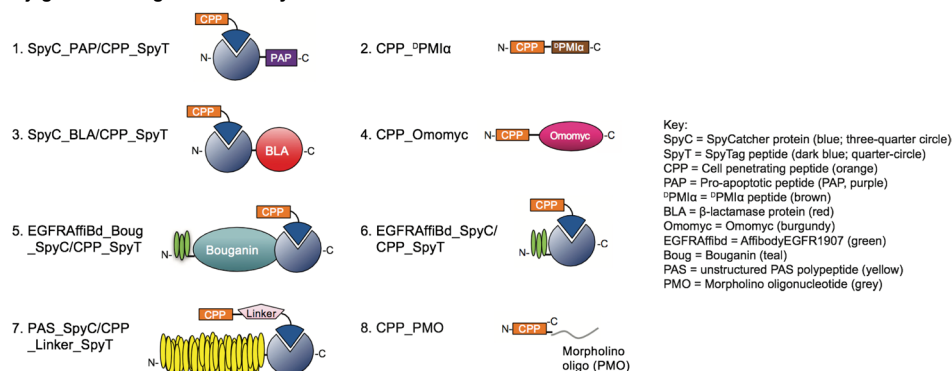 1. SpyC_PAP/CPP_SpyT
CPP
N-
PAP
-C
2. CPP_ᴰPMIα
N-
CPP
ᴰPMIα
-C
3. SpyC_BLA/CPP_SpyT
CPP
N-
BLA
-C
4. CPP_Omomyc
N-
CPP
Omomyc
-C
5. EGFRAffiBd_Boug
_SpyC/CPP_SpyT
CPP
N-
Bouganin
-C
6. EGFRAffiBd_SpyC/
CPP_SpyT
CPP
N-
-C
7. PAS_SpyC/CPP
_Linker_SpyT
CPP
Linker
N-
-C
8. CPP_PMO
N-
CPP
-C
Morpholino
oligo (PMO)
Key:
SpyC = SpyCatcher protein (blue; three-quarter circle)
SpyT = SpyTag peptide (dark blue; quarter-circle)
CPP = Cell penetrating peptide (orange)
PAP = Pro-apoptotic peptide (PAP, purple)
ᴰPMIα = ᴰPMIα peptide (brown)
BLA = β-lactamase protein (red)
Omomyc = Omomyc (burgundy)
EGFRAffibd = AffibodyEGFR1907 (green)
Boug = Bouganin (teal)
PAS = unstructured PAS polypeptide (yellow)
PMO = Morpholino oligonucleotide (grey)